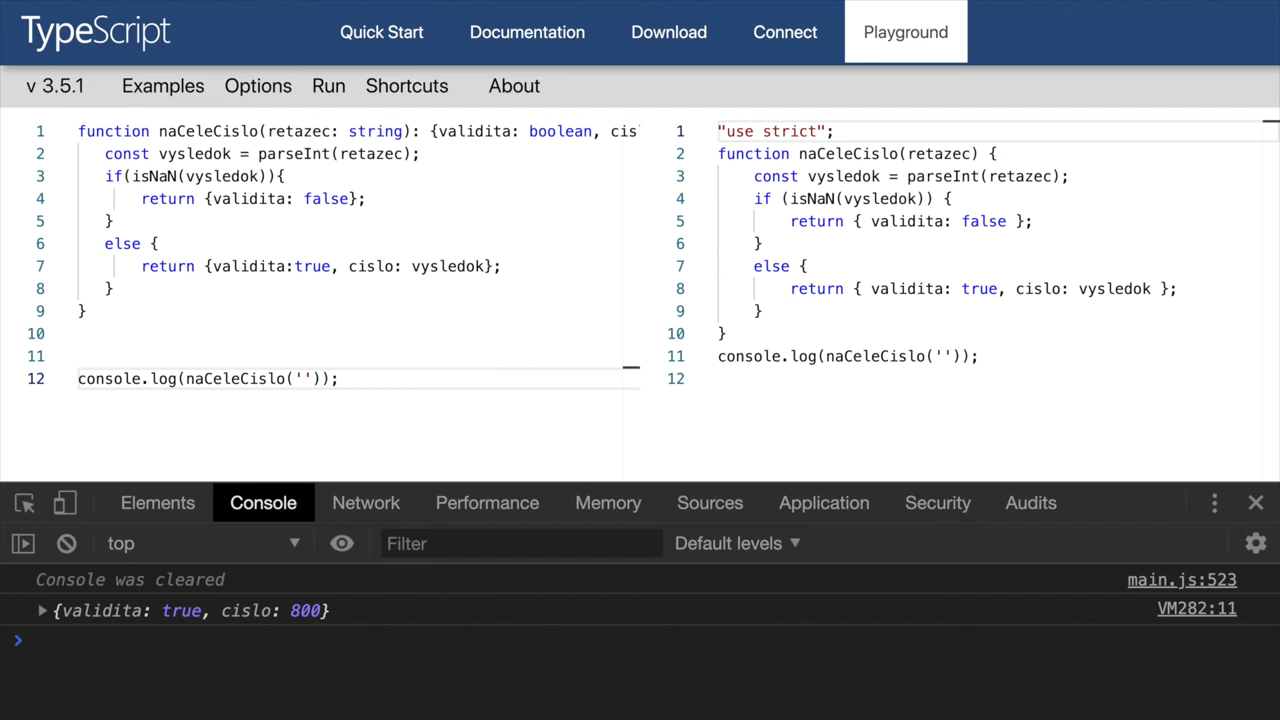 TypeScript Quick Start Documentation Download Connect Playground
v 3.5.1 Examples Options Run Shortcuts About
1 function naCeleCislo(retazec: string): {validita: boolean, cis
2 const vysledok = parseInt(retazec);
3 if(isNaN(vysledok)){
4 return {validita: false};
5 }
6 else {
7 return {validita:true, cislo: vysledok};
8 }
9 }
10
11
12 console.log(naCeleCislo(''));
1 "use strict";
2 function naCeleCislo(retazec) {
3 const vysledok = parseInt(retazec);
4 if (isNaN(vysledok)) {
5 return { validita: false };
6 }
7 else {
8 return { validita: true, cislo: vysledok };
9 }
10 }
11 console.log(naCeleCislo(''));
12
Elements Console Network Performance Memory Sources Application Security Audits
top Filter Default levels
Console was cleared main.js:523
{validita: true, cislo: 800} VM282:11